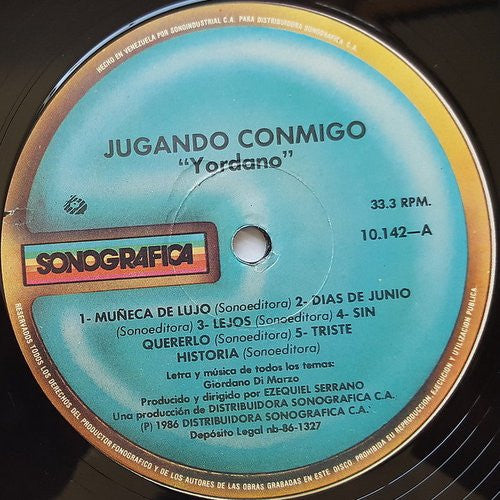 HECHO EN VENEZUELA POR SONOINDUSTRIAL C.A. PARA DISTRIBUIDORA SONOGRAFICA C.A.
JUGANDO CONMIGO
"Yordano"
33.3 RPM.
10.142—A
SONOGRAFICA
1- MUÑECA DE LUJO (Sonoeditora) 2- DIAS DE JUNIO
(Sonoeditora) 3- LEJOS (Sonoeditora) 4- SIN
QUERERLO (Sonoeditora) 5- TRISTE
HISTORIA (Sonoeditora)
Letra y música de todos los temas:
Giordano Di Marzo
Producido y dirigido por EZEQUIEL SERRANO
Una producción de DISTRIBUIDORA SONOGRAFICA C.A.
(P) 1986 DISTRIBUIDORA SONOGRAFICA C.A.
Depósito Legal nb-86-1327
RESERVADOS TODOS LOS DERECHOS DEL PRODUCTOR FONOGRAFICO Y DE LOS AUTORES DE LAS OBRAS GRABADAS EN ESTE DISCO. PROHIBIDA SU REPRODUCCION, EJECUCION Y UTILIZACION PUBLICA.